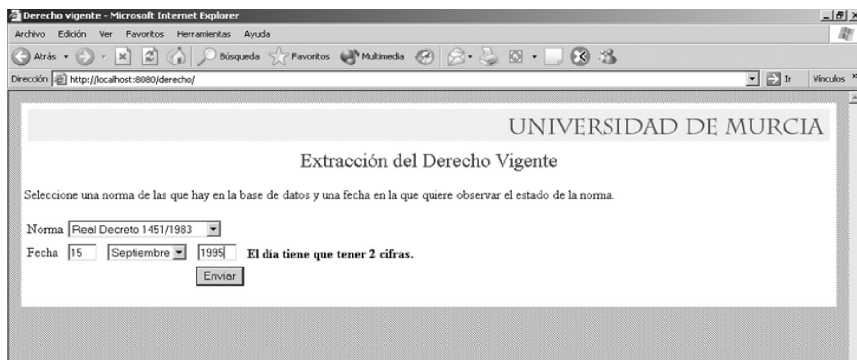 Derecho vigente - Microsoft Internet Explorer
Archivo Edición Ver Favoritos Herramientas Ayuda
Atrás Búsqueda Favoritos Multimedia
Dirección http://localhost:8080/derecho/ Ir Vínculos
UNIVERSIDAD DE MURCIA
Extracción del Derecho Vigente
Seleccione una norma de las que hay en la base de datos y una fecha en la que quiere observar el estado de la norma.
Norma Real Decreto 1451/1983
Fecha 15 Septiembre 1995 El día tiene que tener 2 cifras.
Enviar